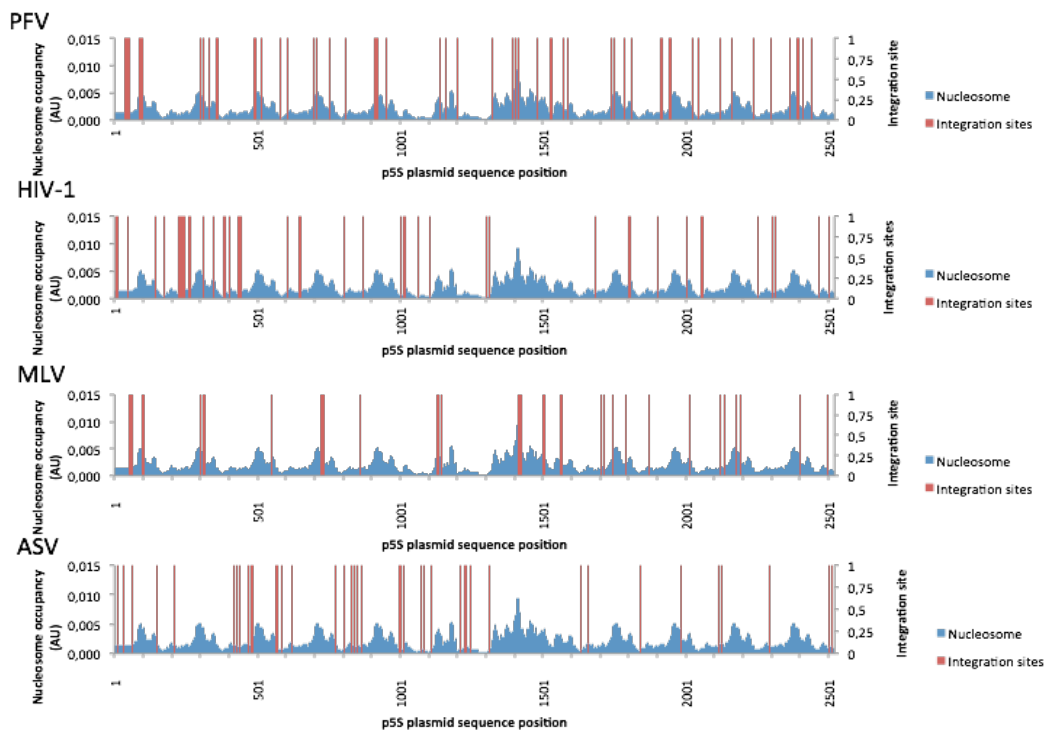 PFV
Nucleosome occupancy
(AU)
0,015
0,010
0,005
0,000
1
0,75
0,5
0,25
0
Integration site
Nucleosome
Integration sites
1
501
1001
1501
2001
2501
p5S plasmid sequence position
HIV-1
Nucleosome occupancy
(AU)
0,015
0,010
0,005
0,000
1
0,75
0,5
0,25
0
Integration sites
Nucleosome
Integration sites
1
501
1001
1501
2001
2501
p5S plasmid sequence position
MLV
Nucleosome occupancy
(AU)
0,015
0,010
0,005
0,000
1
0,75
0,5
0,25
0
Integration site
Nucleosome
Integration sites
1
501
1001
1501
2001
2501
p5S plasmid sequence position
ASV
Nucleosome occupancy
(AU)
0,015
0,010
0,005
0,000
1
0,75
0,5
0,25
0
Integration site
Nucleosome
Integration sites
1
501
1001
1501
2001
2501
p5S plasmid sequence position